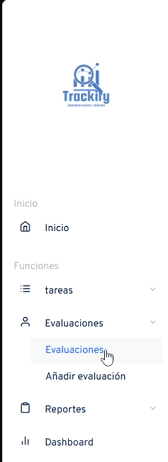 Trackify
Inicio
Inicio
Funciones
tareas
Evaluaciones
Evaluaciones
Añadir evaluación
Reportes
Dashboard